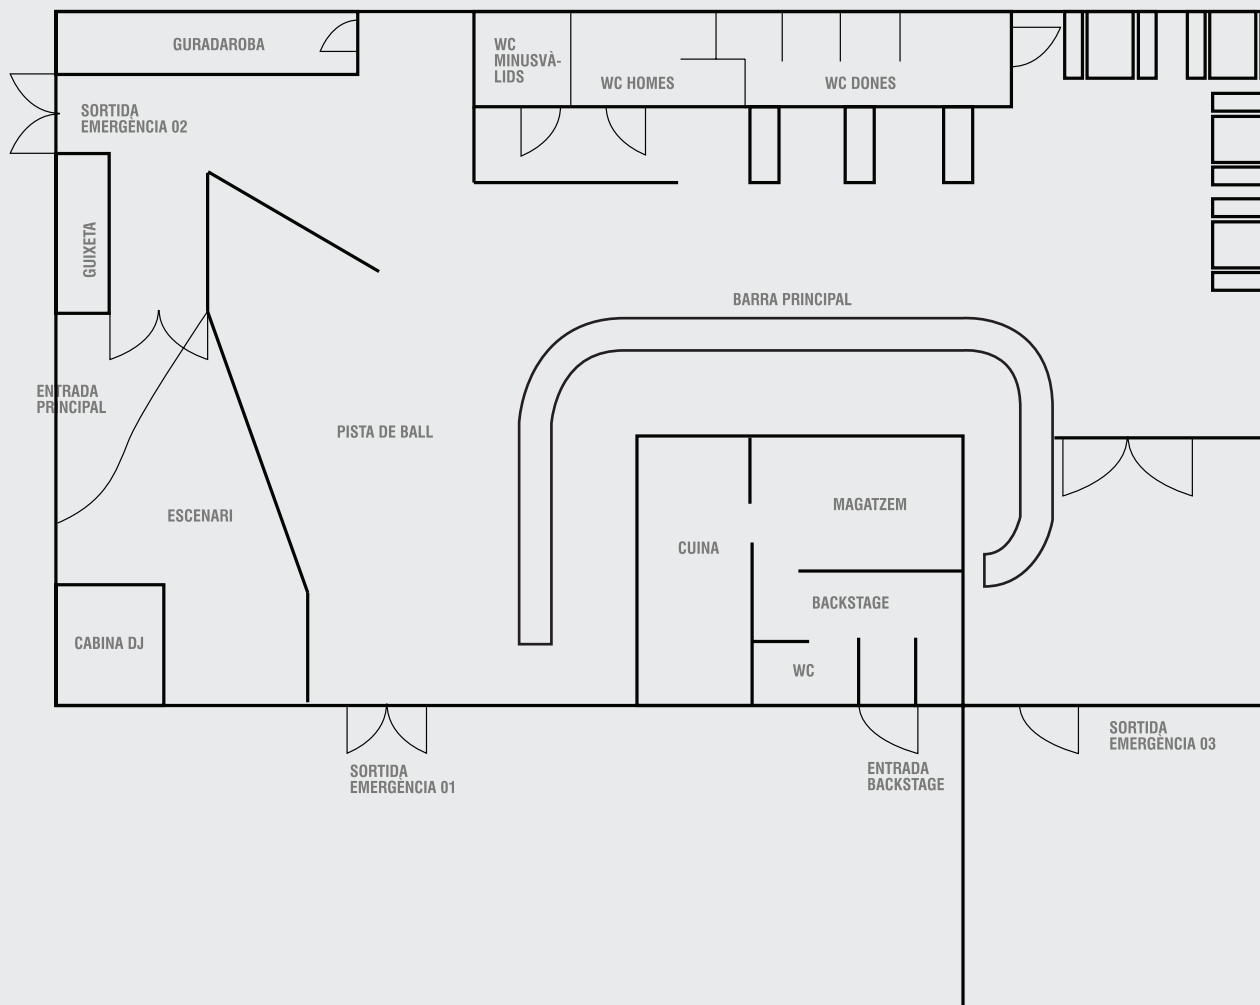 GURADAROBA
WC
MINUSVÀ-
LIDS
WC HOMES
WC DONES
SORTIDA
EMERGÈNCIA 02
GUIXETA
BARRA PRINCIPAL
ENTRADA
PRINCIPAL
PISTA DE BALL
ESCENARI
MAGATZEM
CUINA
BACKSTAGE
CABINA DJ
WC
SORTIDA
EMERGÈNCIA 01
ENTRADA
BACKSTAGE
SORTIDA
EMERGÈNCIA 03